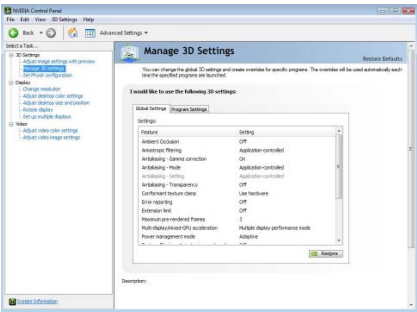 NVIDIA Control Panel
File Edit View 3D Settings Help
Back
Advanced Settings
Select a Task...
3D Settings
Adjust image settings with preview
Manage 3D settings
Set PhysX configuration
Display
Change resolution
Adjust desktop color settings
Adjust desktop size and position
Rotate display
Set up multiple displays
Video
Adjust video color settings
Adjust video image settings
System Information
Manage 3D Settings
Restore Defaults
You can change the global 3D settings and create overrides for specific programs. The overrides will be used automatically each
time the specified programs are launched.
I would like to use the following 3D settings:
Global Settings Program Settings
Settings:
Feature Setting
Ambient Occlusion Off
Anisotropic filtering Application-controlled
Antialiasing - Gamma correction On
Antialiasing - Mode Application-controlled
Antialiasing - Setting Application-controlled
Antialiasing - Transparency Off
Conformant texture clamp Use hardware
Error reporting Off
Extension limit Off
Maximum pre-rendered frames 3
Multi-display/mixed-GPU acceleration Multiple display performance mode
Power management mode Adaptive
Restore
Description: